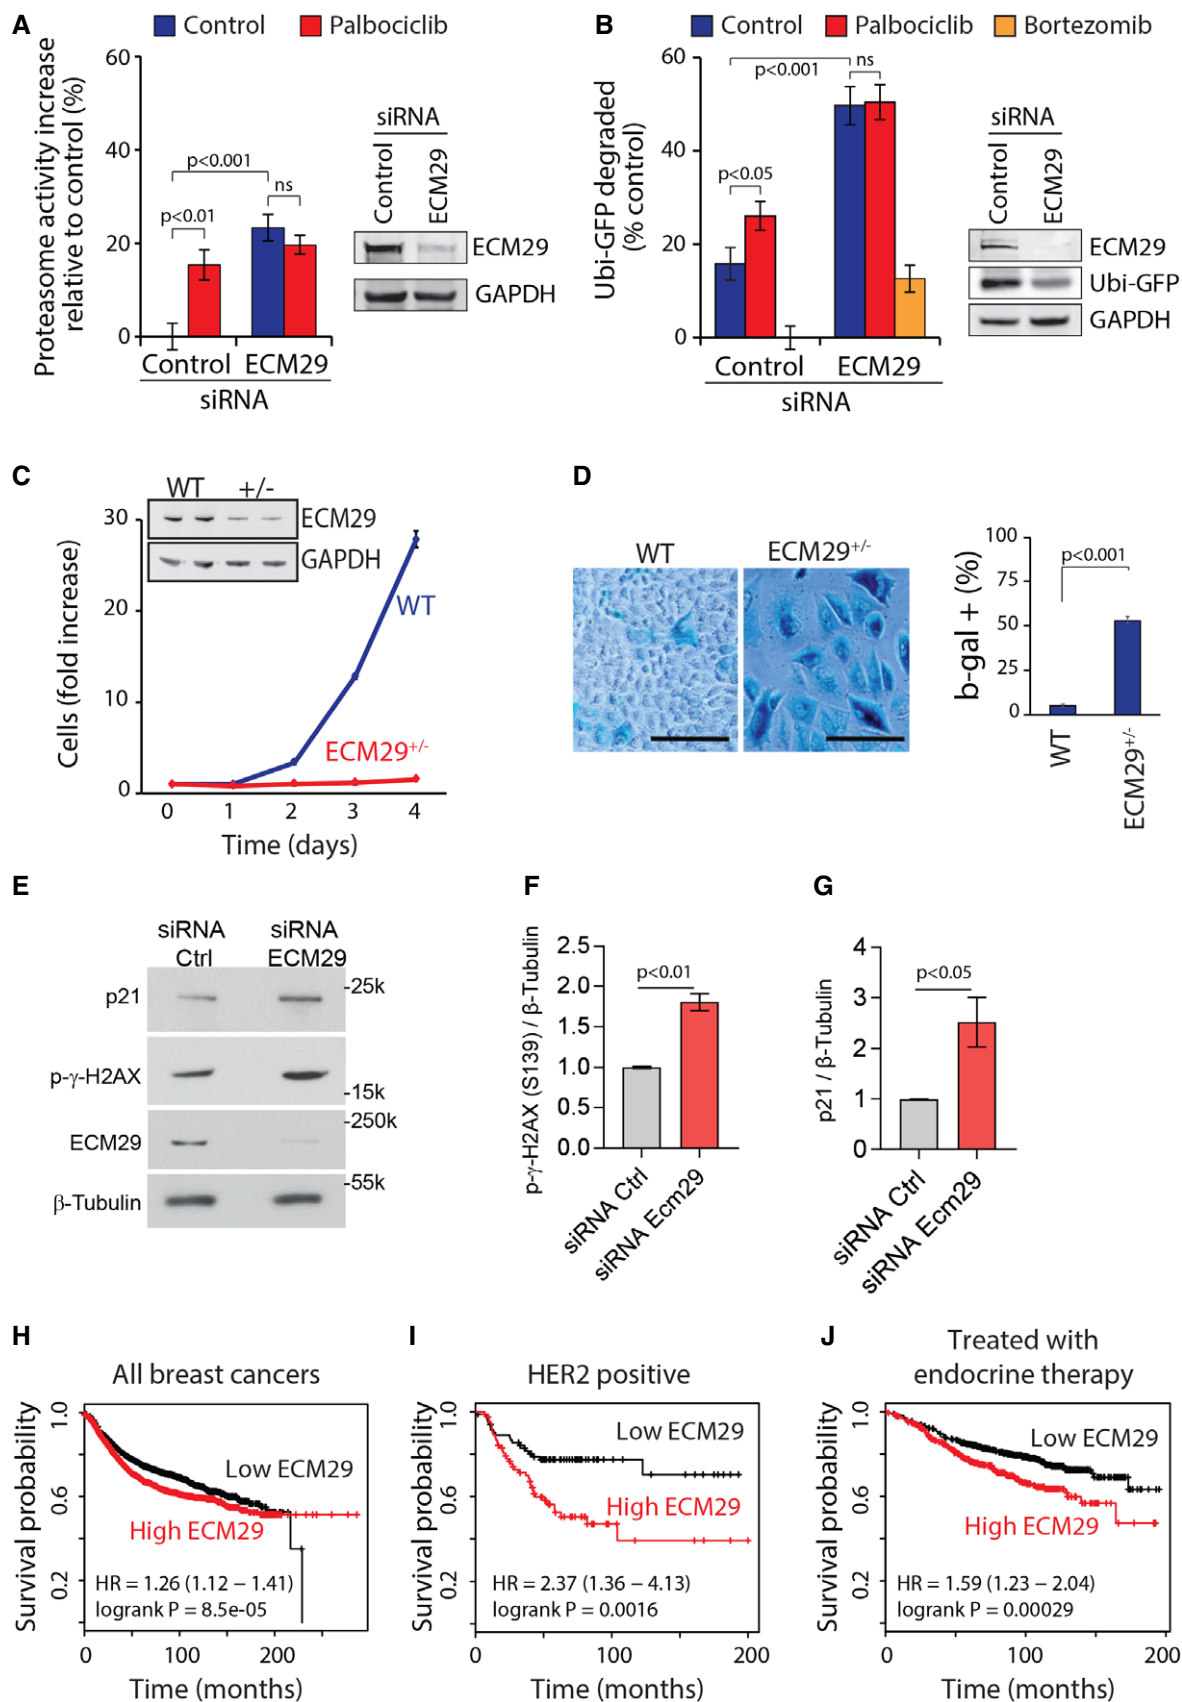 A
Control
Palbociclib
Proteasome activity increase
relative to control (%)
60
40
20
0
p<0.001
p<0.01
ns
Control
ECM29
siRNA
siRNA
Control
ECM29
ECM29
GAPDH
B
Control
Palbociclib
Bortezomib
Ubi-GFP degraded
(% control)
60
40
20
0
p<0.001
ns
p<0.05
Control
ECM29
siRNA
siRNA
Control
ECM29
ECM29
Ubi-GFP
GAPDH
C
WT
+/-
ECM29
GAPDH
Cells (fold increase)
30
20
10
0
WT
ECM29+/-
0
1
2
3
4
Time (days)
D
WT
ECM29+/-
b-gal + (%)
100
75
50
25
0
p<0.001
WT
ECM29+/-
E
siRNA
Ctrl
siRNA
ECM29
p21
-25k
p-γ-H2AX
-15k
-250k
ECM29
-55k
β-Tubulin
F
p-γ-H2AX (S139) / β-Tubulin
2.5
2.0
1.5
1.0
0.5
0.0
p<0.01
siRNA Ctrl
siRNA Ecm29
G
p21 / β-Tubulin
4
3
2
1
0
p<0.05
siRNA Ctrl
siRNA Ecm29
H
All breast cancers
Survival probability
1.0
0.6
0.2
Low ECM29
High ECM29
HR = 1.26 (1.12 – 1.41)
logrank P = 8.5e-05
0
100
200
Time (months)
I
HER2 positive
Survival probability
1.0
0.6
0.2
Low ECM29
High ECM29
HR = 2.37 (1.36 – 4.13)
logrank P = 0.0016
0
100
200
Time (months)
J
Treated with
endocrine therapy
Survival probability
1.0
0.6
0.2
Low ECM29
High ECM29
HR = 1.59 (1.23 – 2.04)
logrank P = 0.00029
0
100
200
Time (months)